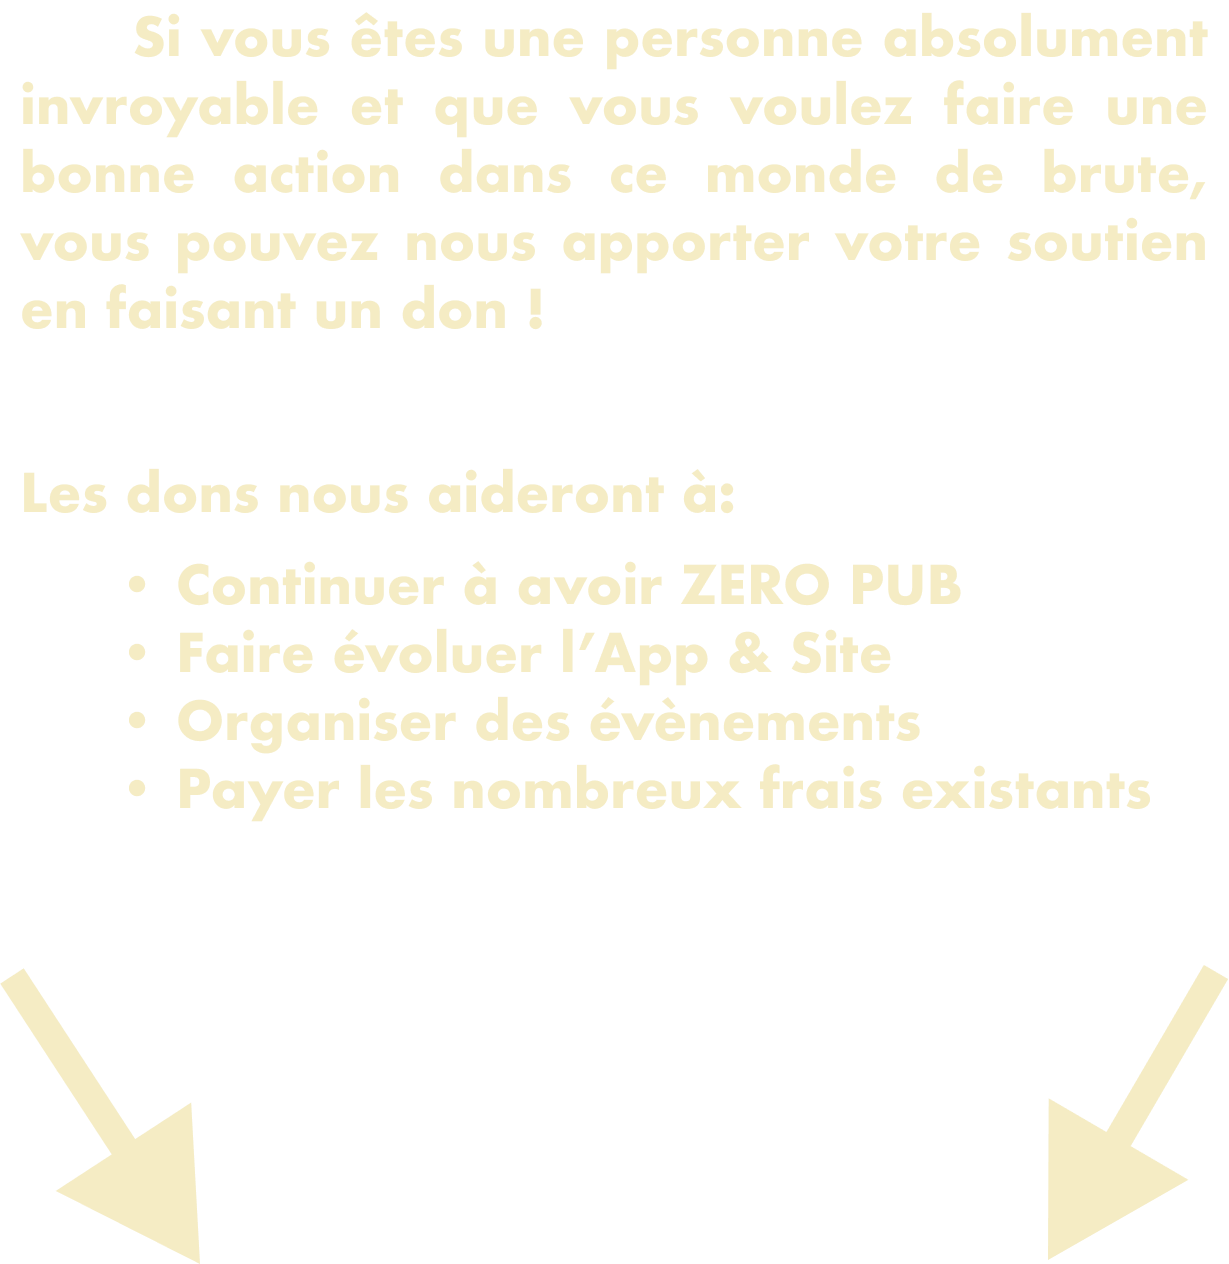 Si vous êtes une personne absolument
invroyable et que vous voulez faire une
bonne action dans ce monde de brute,
vous pouvez nous apporter votre soutien
en faisant un don !
Les dons nous aideront à:
• Continuer à avoir ZERO PUB
• Faire évoluer l’App & Site
• Organiser des évènements
• Payer les nombreux frais existants